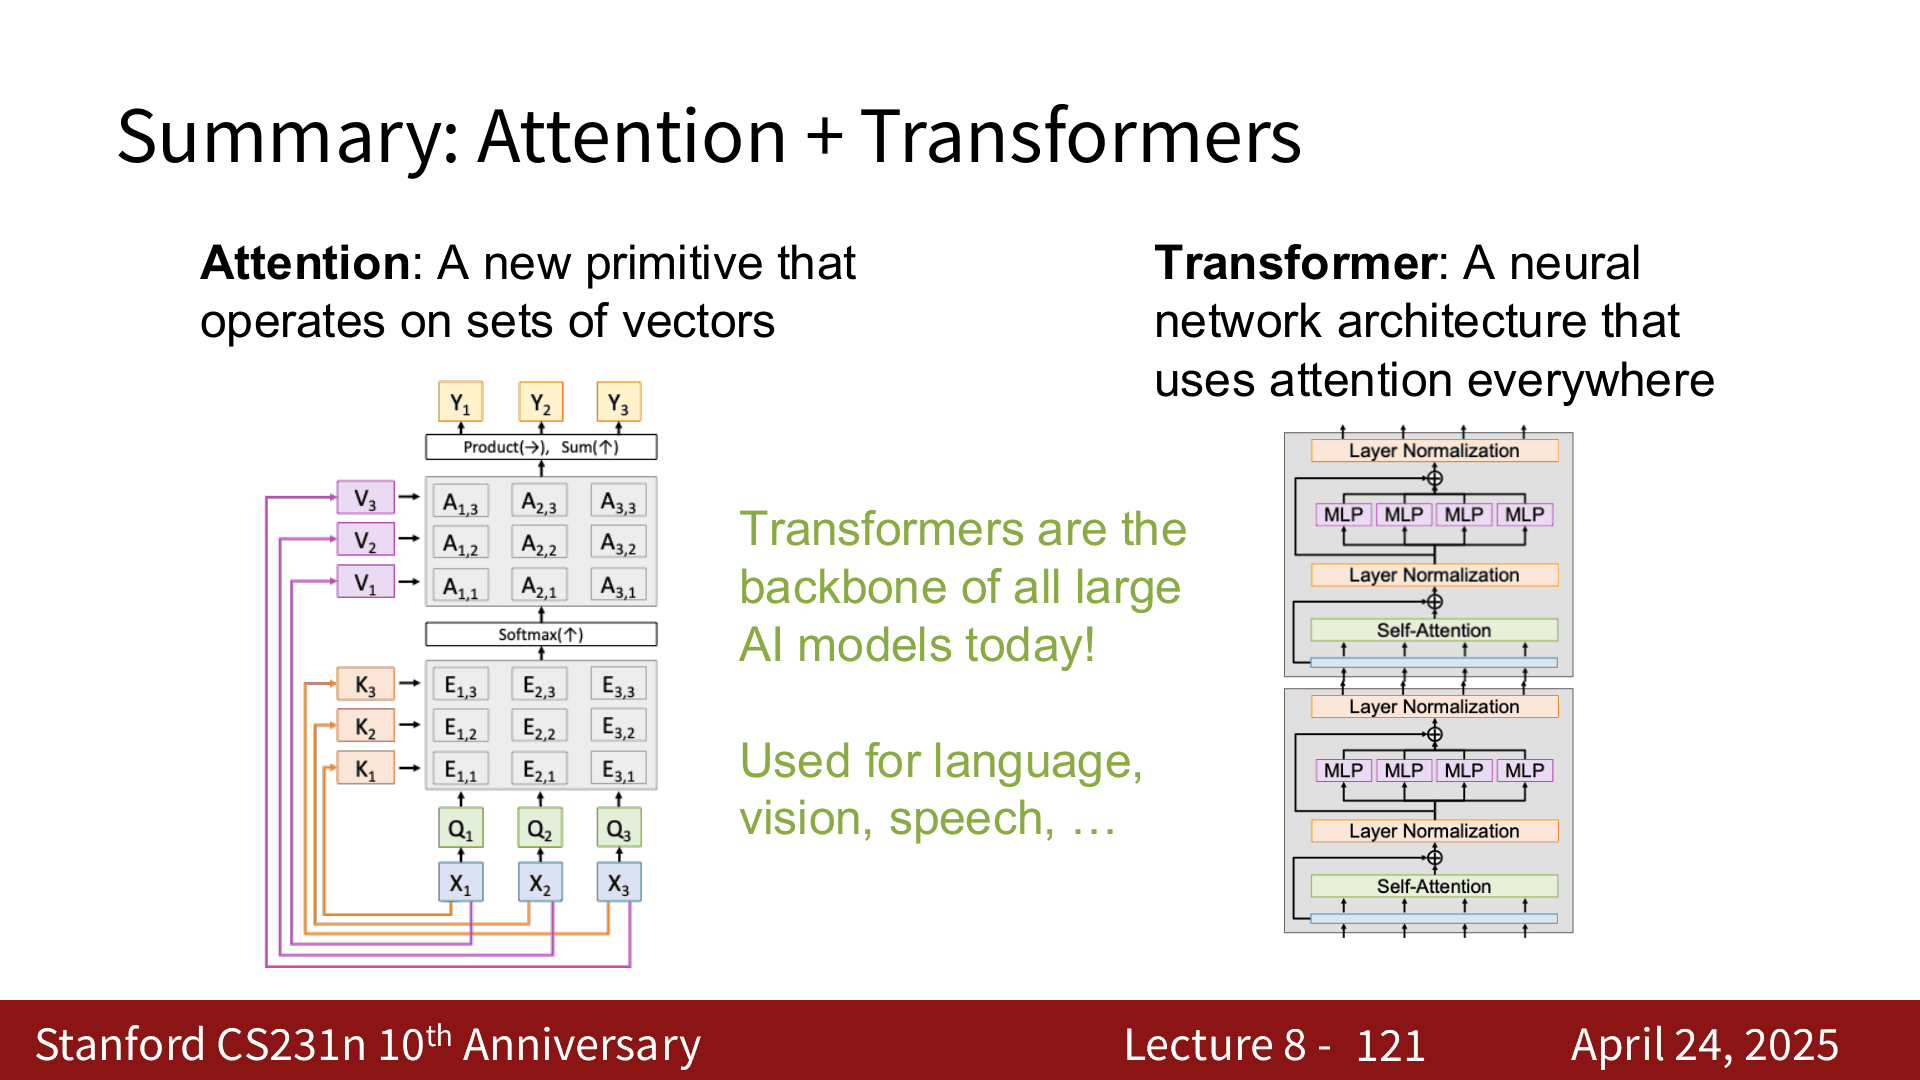 Summary: Attention + Transformers
Attention: A new primitive that
operates on sets of vectors
Y1 Y2 Y3
Product(→), Sum(↑)
V3 A1,3 A2,3 A3,3
V2 A1,2 A2,2 A3,2
V1 A1,1 A2,1 A3,1
Softmax(↑)
K3 E1,3 E2,3 E3,3
K2 E1,2 E2,2 E3,2
K1 E1,1 E2,1 E3,1
Q1 Q2 Q3
X1 X2 X3
Transformers are the
backbone of all large
AI models today!
Used for language,
vision, speech, …
Transformer: A neural
network architecture that
uses attention everywhere
Layer Normalization
MLP MLP MLP MLP
Layer Normalization
Self-Attention
Layer Normalization
MLP MLP MLP MLP
Layer Normalization
Self-Attention
Stanford CS231n 10th Anniversary
Lecture 8 - 121
April 24, 2025